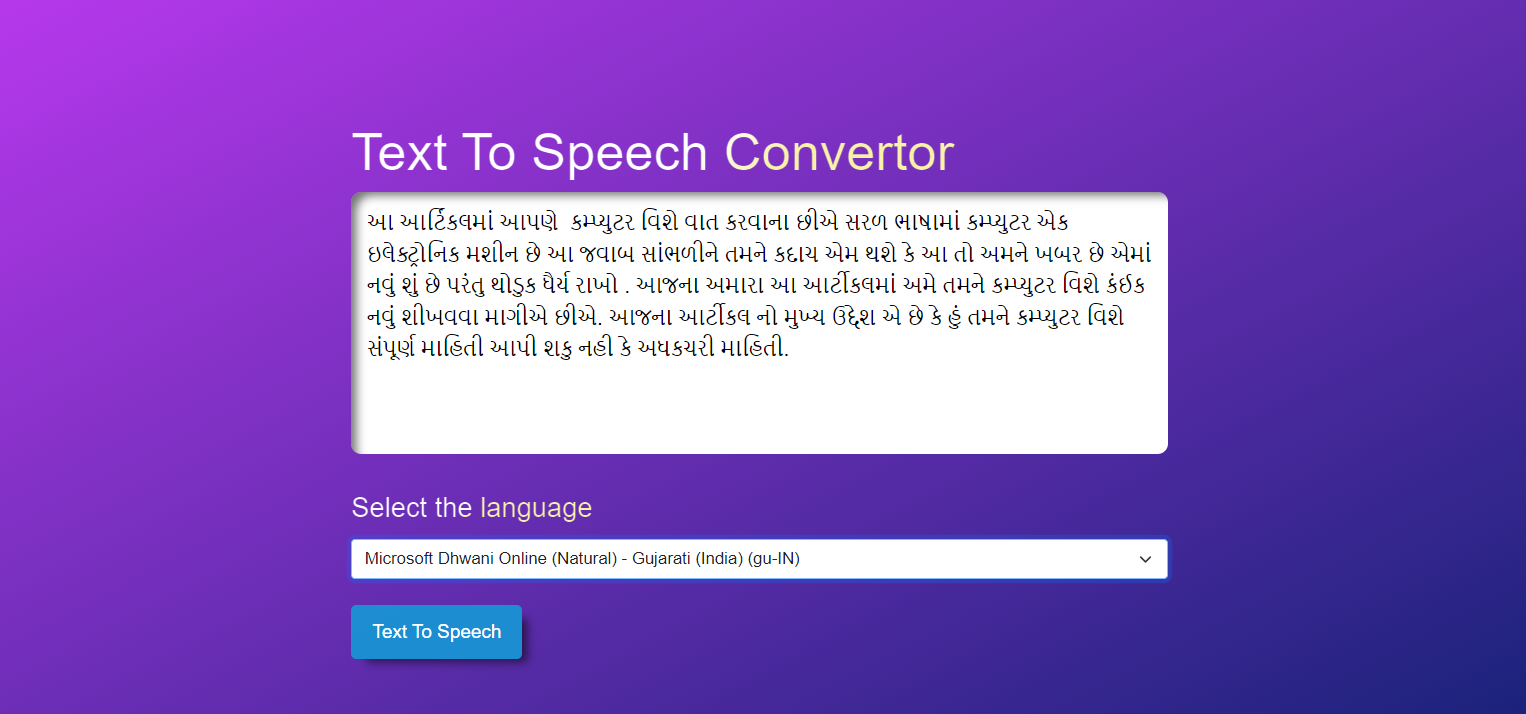 Text To Speech Convertor
આ આર્ટિકલમાં આપણે  કમ્પ્યુટર વિશે વાત કરવાના છીએ સરળ ભાષામાં કમ્પ્યુટર એક
ઇલેક્ટ્રોનિક મશીન છે આ જવાબ સાંભળીને તમને કદાચ એમ થશે કે આ તો અમને ખબર છે એમાં
નવું શું છે પરંતુ થોડુક ધૈર્ય રાખો . આજના અમારા આ આર્ટીકલમાં અમે તમને કમ્પ્યુટર વિશે કંઈક
નવું શીખવવા માગીએ છીએ. આજના આર્ટીકલ નો મુખ્ય ઉદ્દેશ એ છે કે હું તમને કમ્પ્યુટર વિશે
સંપૂર્ણ માહિતી આપી શકુ નહી કે અધકચરી માહિતી.
Select the language
Microsoft Dhwani Online (Natural) - Gujarati (India) (gu-IN)
Text To Speech